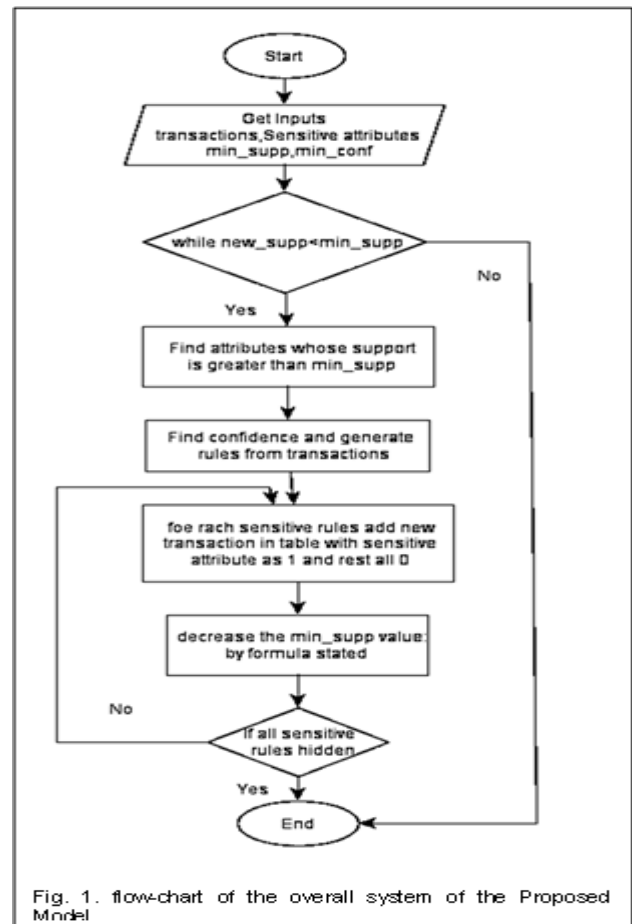 Start
Get Inputs
transactions,Sensitive attributes
min_supp,min_conf
while new_supp<min_supp
No
Yes
Find attributes whose support
is greater than min_supp
Find confidence and generate
rules from transactions
foe rach sensitive rules add new
transaction in table with sensitive
attribute as 1 and rest all 0
decrease the min_supp value
by formula stated
No
If all sensitive
rules hidden
Yes
End
Fig. 1. flow-chart of the overall system of the Proposed
Model